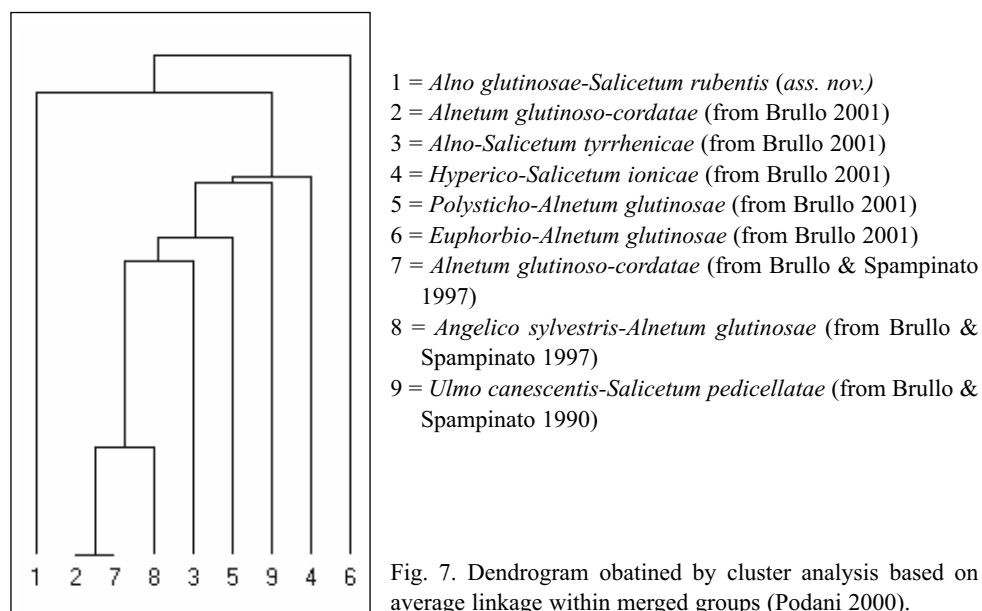 1 = Alno glutinosae-Salicetum rubentis (ass. nov.)
2 = Alnetum glutinoso-cordatae (from Brullo 2001)
3 = Alno-Salicetum tyrrhenicae (from Brullo 2001)
4 = Hyperico-Salicetum ionicae (from Brullo 2001)
5 = Polysticho-Alnetum glutinosae (from Brullo 2001)
6 = Euphorbio-Alnetum glutinosae (from Brullo 2001)
7 = Alnetum glutinoso-cordatae (from Brullo & Spampinato
1997)
8 = Angelico sylvestris-Alnetum glutinosae (from Brullo &
Spampinato 1997)
9 = Ulmo canescentis-Salicetum pedicellatae (from Brullo &
Spampinato 1990)
1 2 7 8 3 5 9 4 6
Fig. 7. Dendrogram obatined by cluster analysis based on
average linkage within merged groups (Podani 2000).